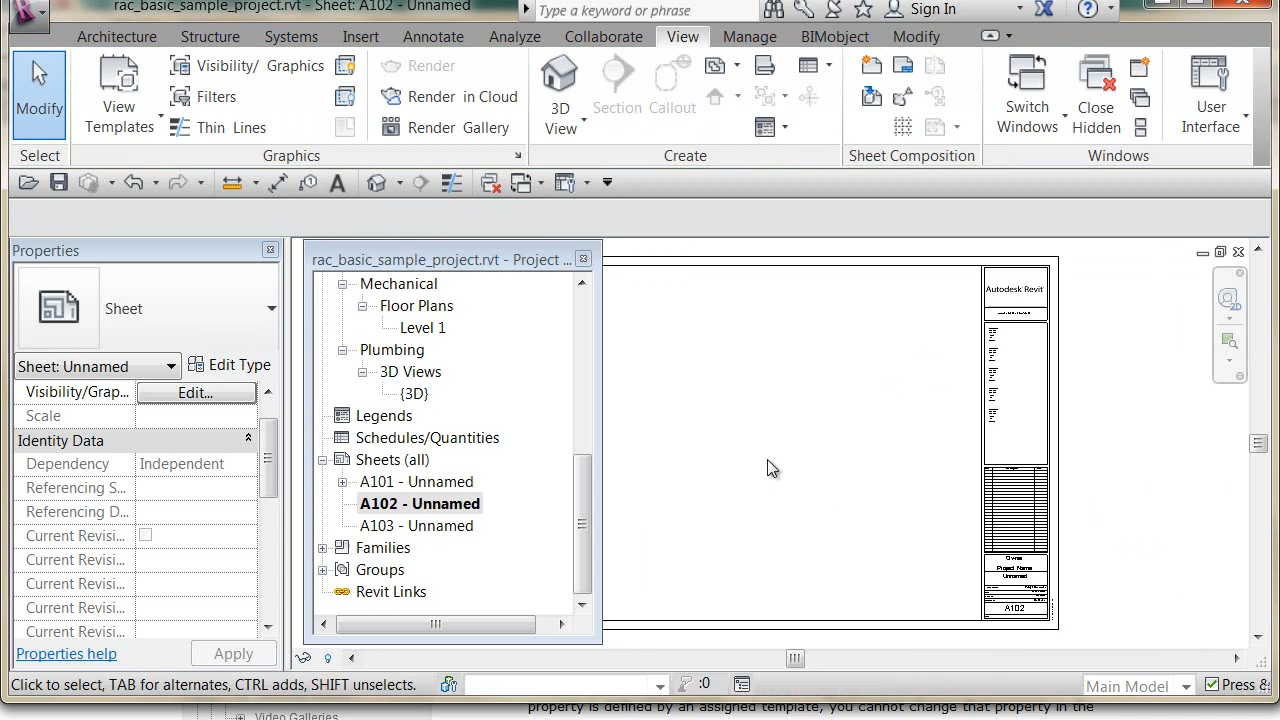 rac_basic_sample_project.rvt - Sheet: A102 - Unnamed
Type a keyword or phrase
Sign In
Architecture Structure Systems Insert Annotate Analyze Collaborate View Manage BIMobject Modify
Modify
View Templates
Visibility/ Graphics
Filters
Thin Lines
Render
Render in Cloud
Render Gallery
3D View
Section
Callout
Switch Windows
Close Hidden
User Interface
Select
Graphics
Create
Sheet Composition
Windows
Properties
Sheet
Sheet: Unnamed
Edit Type
Visibility/Grap... Edit...
Scale
Identity Data
Dependency Independent
Referencing S...
Referencing D...
Current Revisi...
Current Revisi...
Current Revisi...
Current Revisi...
Current Revisi...
Properties help
Apply
rac_basic_sample_project.rvt - Project ...
Mechanical
Floor Plans
Level 1
Plumbing
3D Views
{3D}
Legends
Schedules/Quantities
Sheets (all)
A101 - Unnamed
A102 - Unnamed
A103 - Unnamed
Families
Groups
Revit Links
2D
Autodesk Revit
Owner
Project Name
Unnamed
A102
Click to select, TAB for alternates, CTRL adds, SHIFT unselects.
:0
Main Model
Press &
Video Galleries
property is defined by an assigned template, you cannot change that property in the